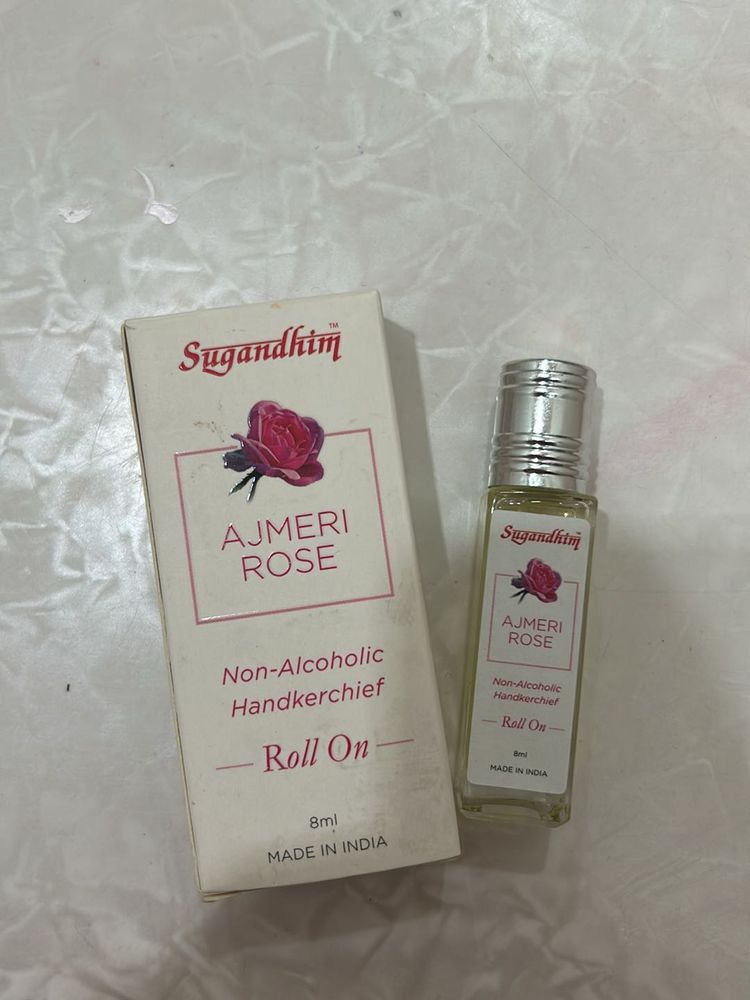 Sugandhim™
AJMERI
ROSE
Non-Alcoholic
Handkerchief
Roll On
8ml
MADE IN INDIA
Sugandhim™
AJMERI
ROSE
Non-Alcoholic
Handkerchief
Roll On
8ml
MADE IN INDIA